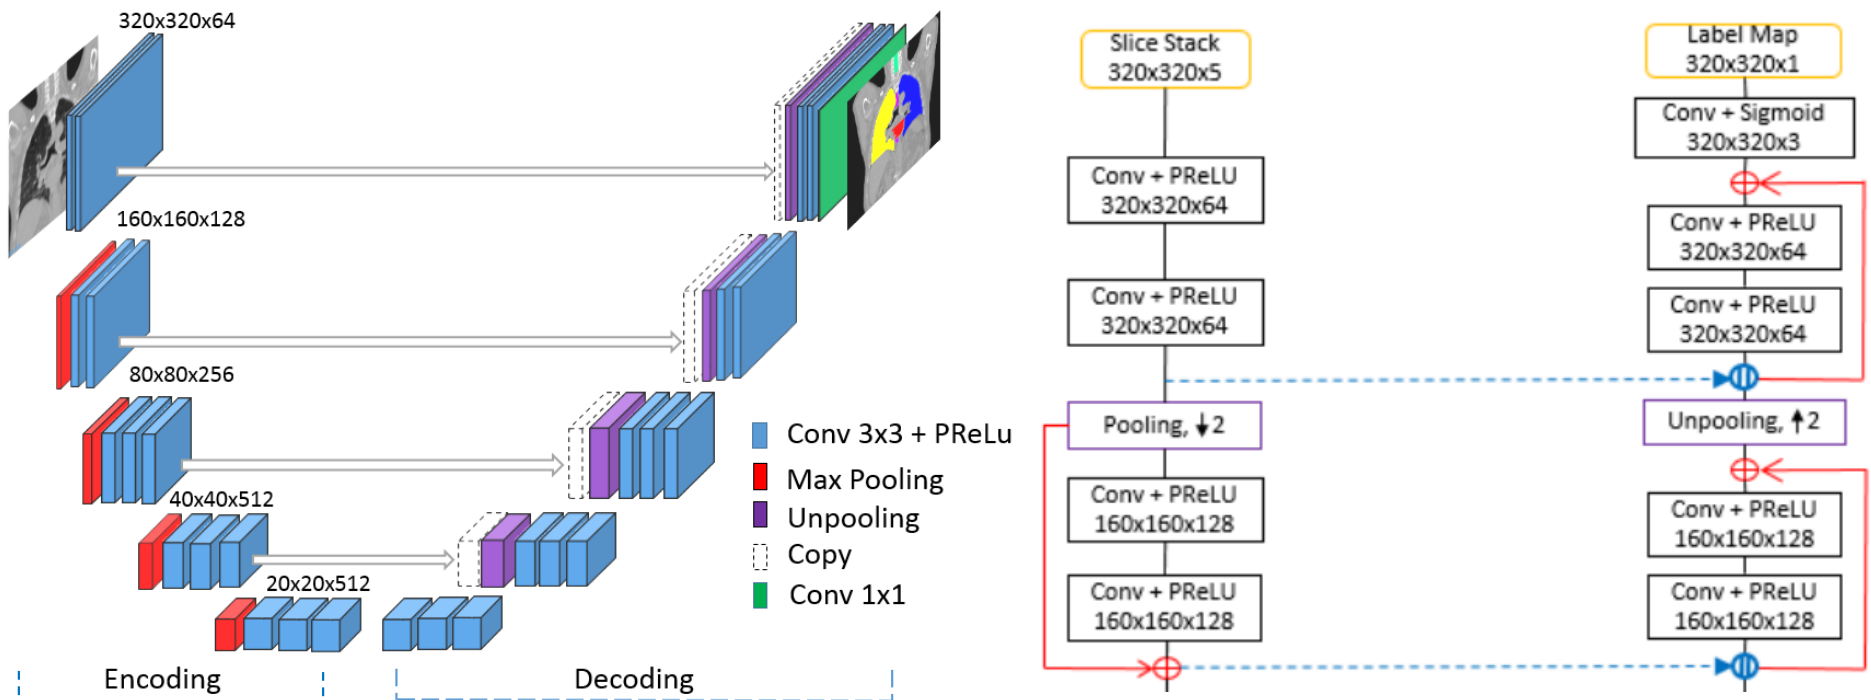 320x320x64
160x160x128
80x80x256
40x40x512
20x20x512
Conv 3x3 + PReLu
Max Pooling
Unpooling
Copy
Conv 1x1
Encoding
Decoding
Slice Stack
320x320x5
Conv + PReLU
320x320x64
Conv + PReLU
320x320x64
Pooling, ↓2
Conv + PReLU
160x160x128
Conv + PReLU
160x160x128
Label Map
320x320x1
Conv + Sigmoid
320x320x3
Conv + PReLU
320x320x64
Conv + PReLU
320x320x64
Unpooling, ↑2
Conv + PReLU
160x160x128
Conv + PReLU
160x160x128